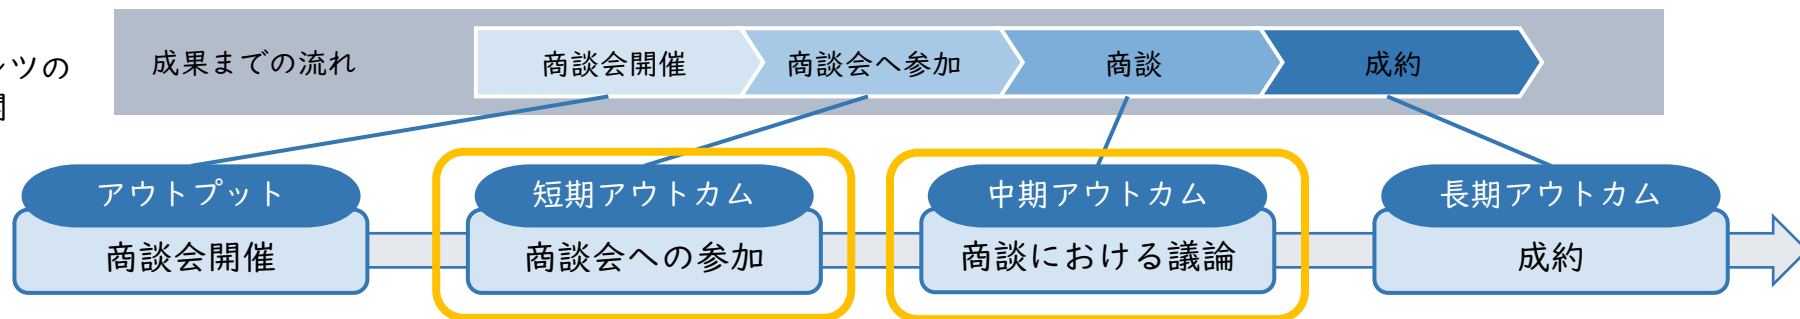 ツの
成果までの流れ
商談会開催
商談会へ参加
商談
成約
アウトプット
短期アウトカム
中期アウトカム
長期アウトカム
商談会開催
商談会への参加
商談における議論
成約